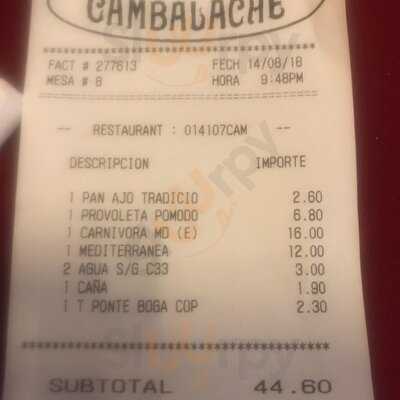 CAMBALACHE
FACT # 277613 FECH 14/08/18
MESA # 8 HORA 9:48PM
-- RESTAURANT : 014107CAM --
DESCRIPCION IMPORTE
1 PAN AJO TRADICIO 2.60
1 PROVOLETA POMODO 6.80
1 CARNIVORA MD (E) 16.00
1 MEDITERRANEA 12.00
2 AGUA S/G C33 3.00
1 CAÑA 1.90
1 T PONTE BOGA COP 2.30
SUBTOTAL 44.60